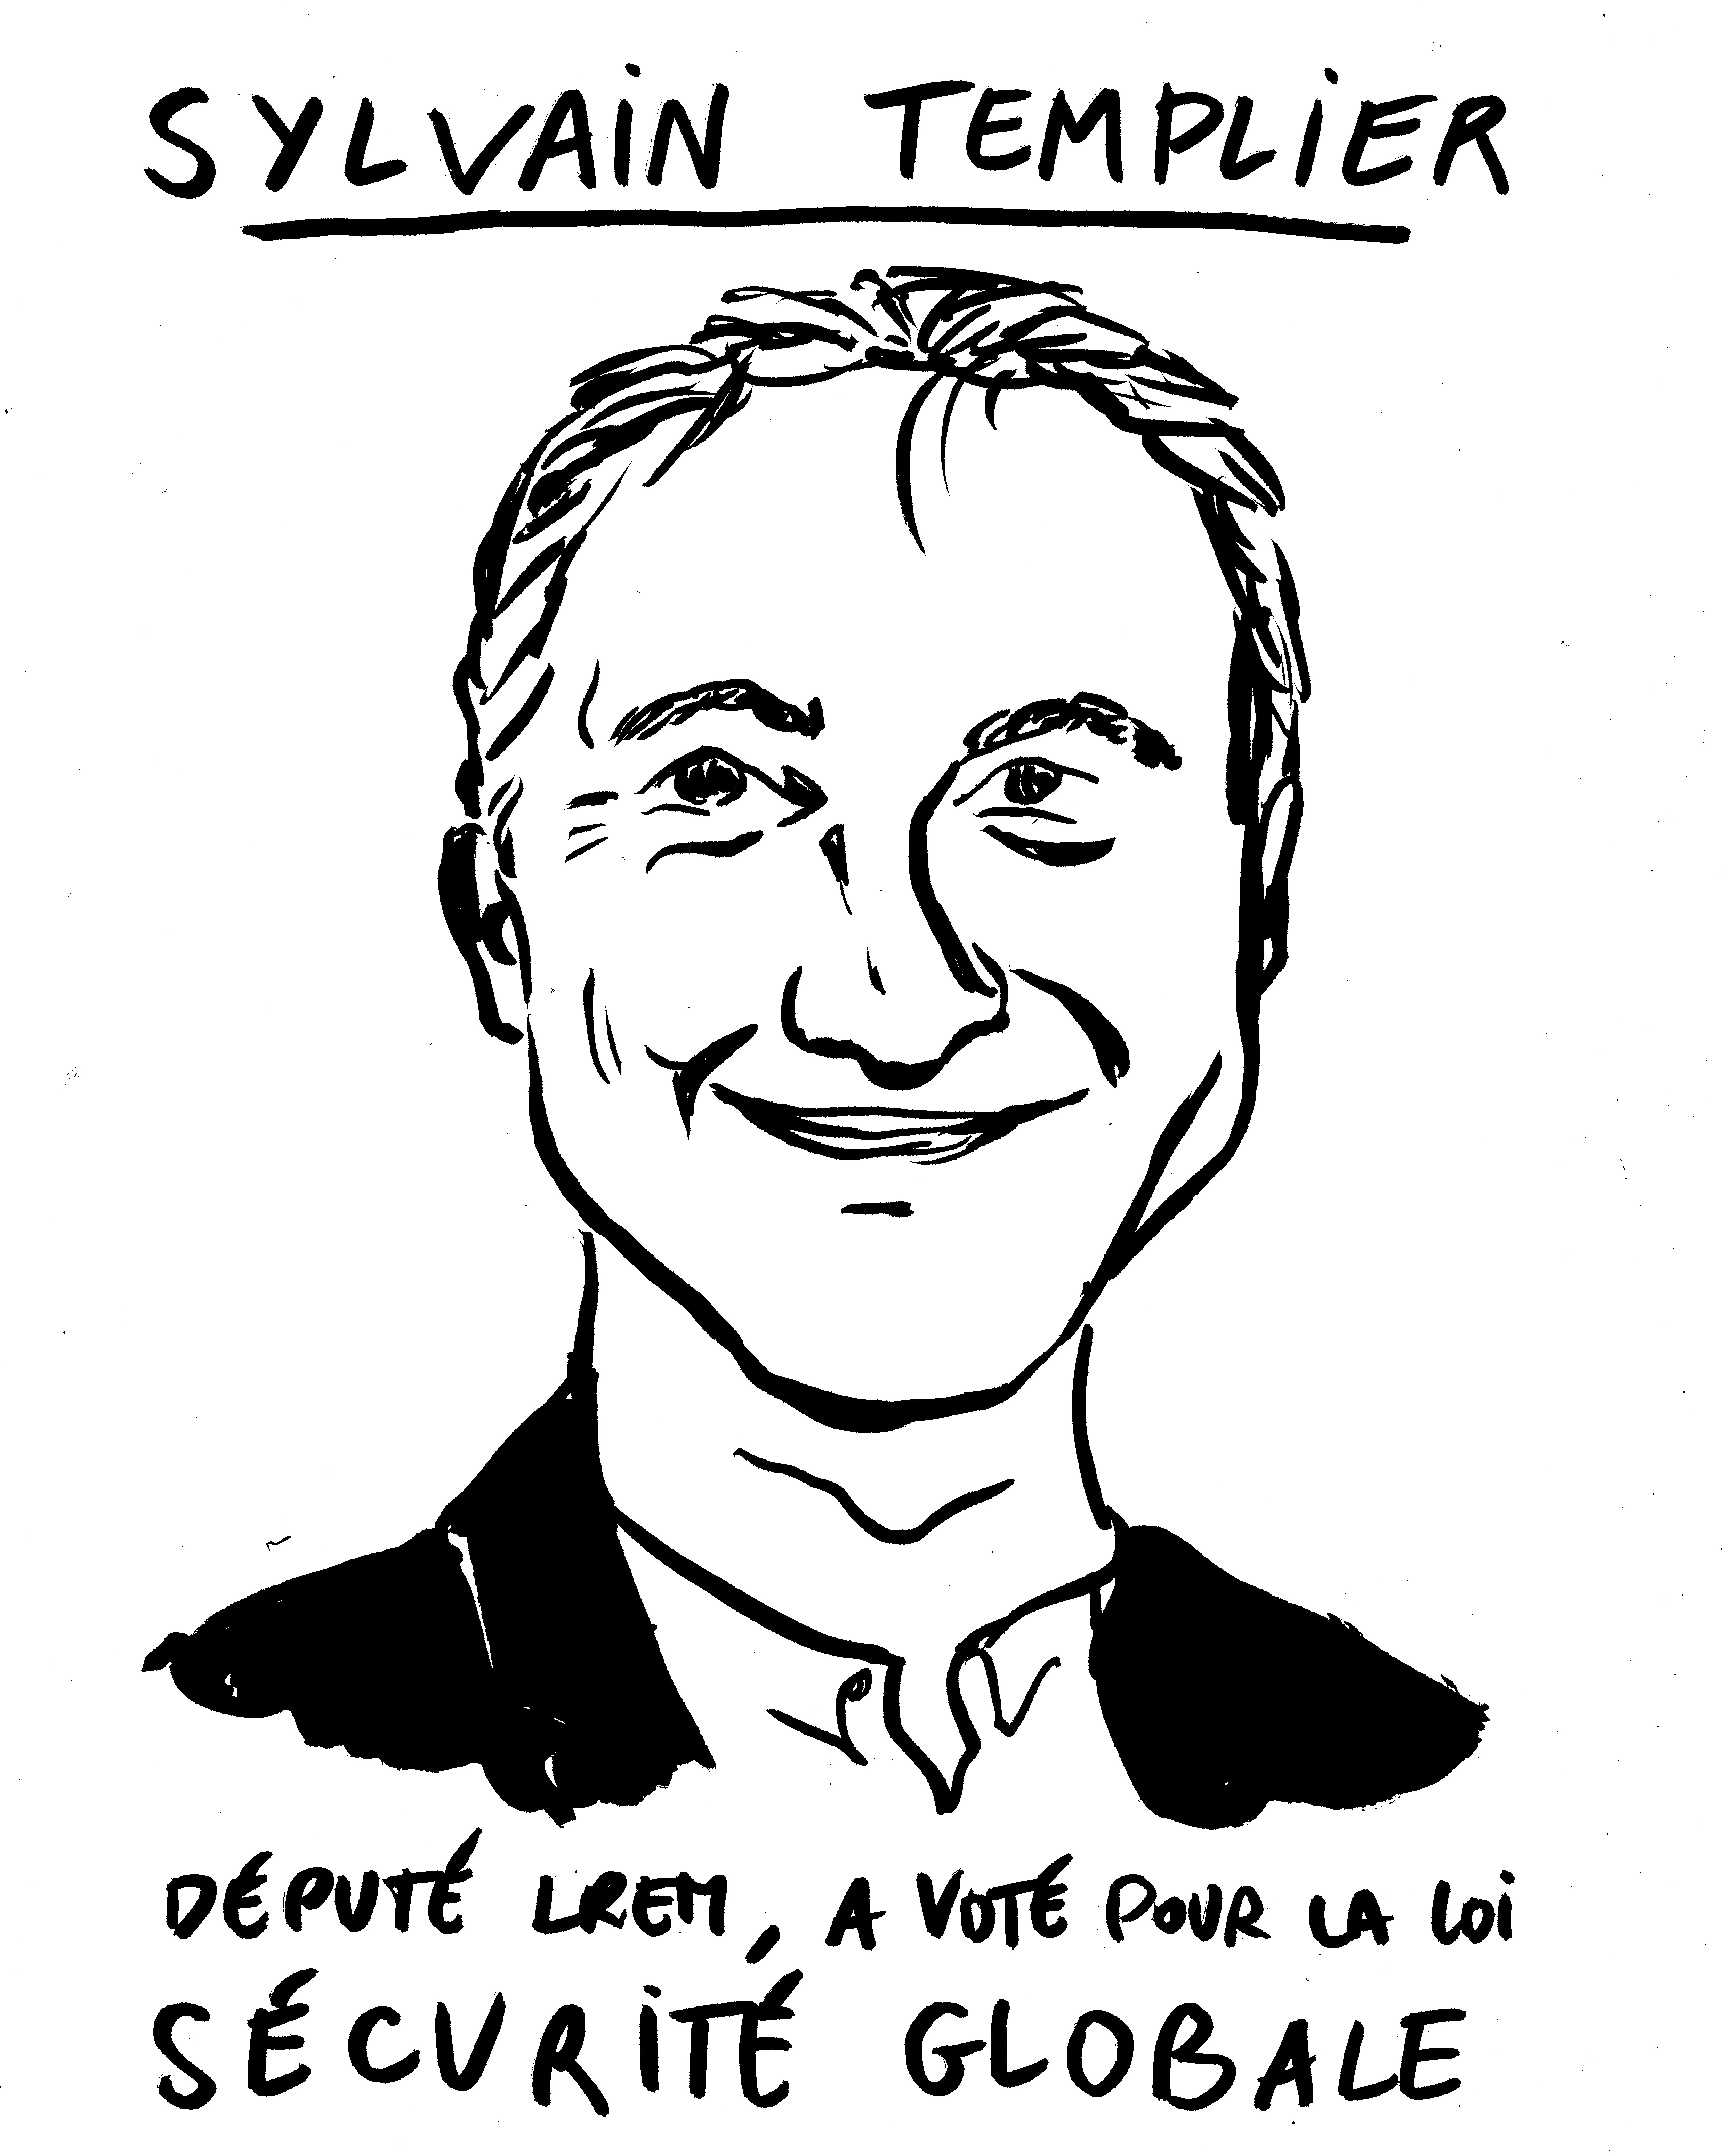 SYLVAIN TEMPLIER
DÉPUTÉ LREM, A VOTÉ POUR LA LOI
SÉCURITÉ GLOBALE